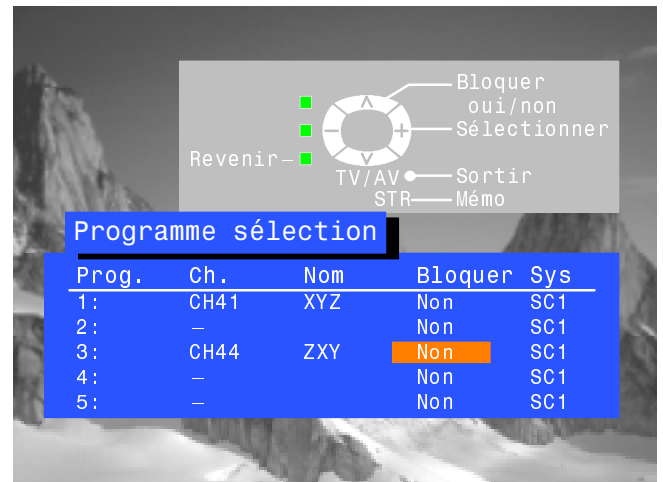 Bloquer
oui/non
Sélectionner
Revenir
TV/AV Sortir
STR Mémo
Programme sélection
Prog. Ch. Nom Bloquer Sys
1: CH41 XYZ Non SC1
2: – Non SC1
3: CH44 ZXY Non SC1
4: – Non SC1
5: – Non SC1